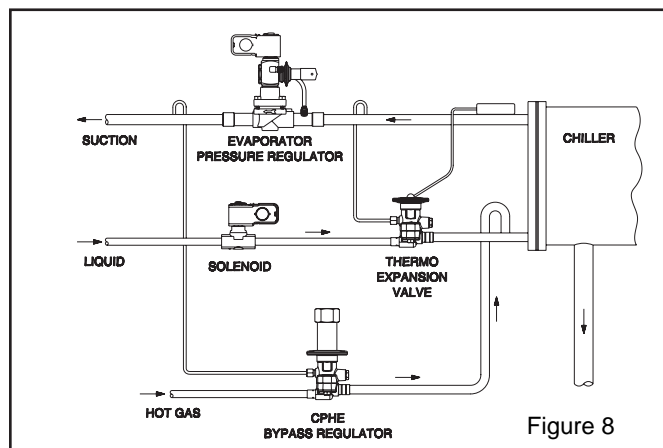 SUCTION
EVAPORATOR
PRESSURE REGULATOR
CHILLER
LIQUID
SOLENOID
THERMO
EXPANSION
VALVE
HOT GAS
CPHE
BYPASS REGULATOR
Figure 8